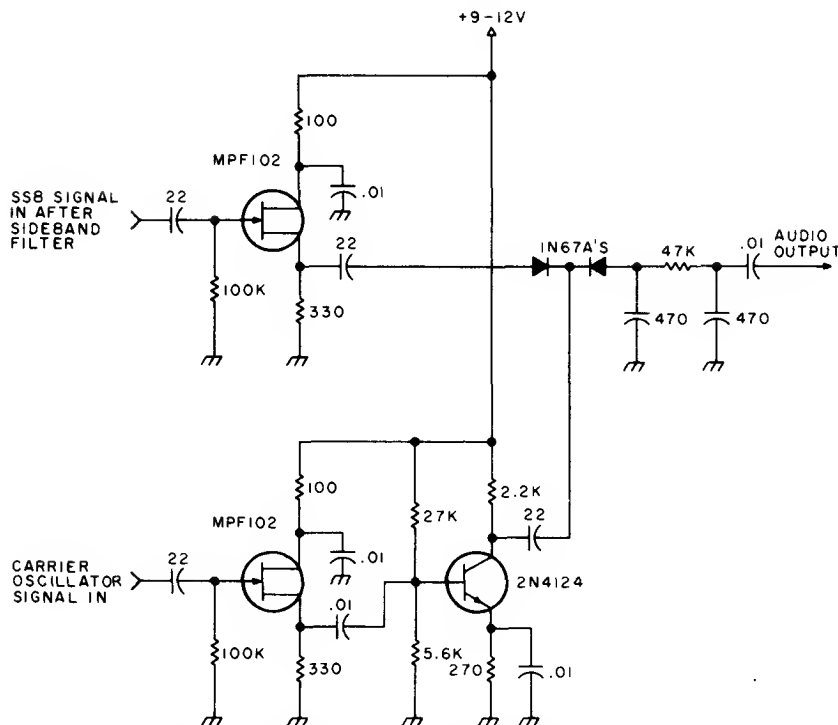 +9-12V
100
MPF102
.01
SSB SIGNAL
IN AFTER
SIDEBAND
FILTER
22
22
100K
330
1N67A'S
47K
.01
AUDIO
OUTPUT
470
470
100
2.2K
MPF102
27K
22
.01
CARRIER
OSCILLATOR
SIGNAL IN
22
.01
2N4124
100K
330
5.6K
270
.01